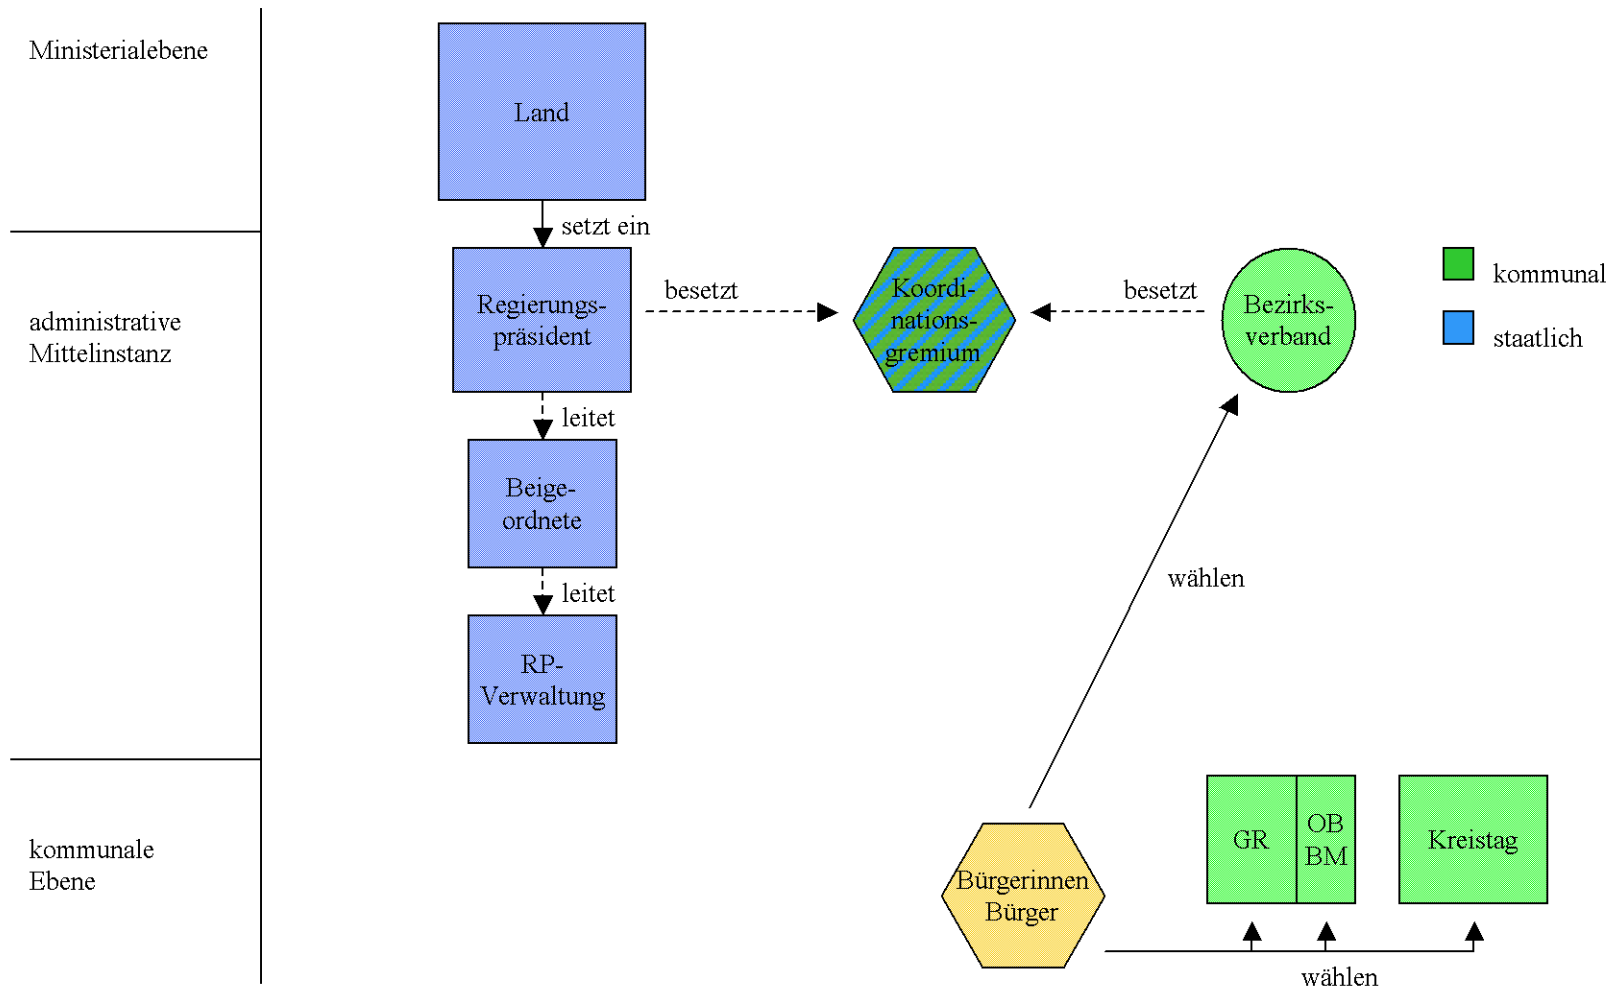 Ministerialebene
Land
setzt ein
administrative
Mittelinstanz
Regierungs-
präsident
besetzt
Koordi-
nations-
gremium
besetzt
Bezirks-
verband
kommunal
staatlich
leitet
Beige-
ordnete
leitet
RP-
Verwaltung
wählen
kommunale
Ebene
Bürgerinnen
Bürger
GR
OB
BM
Kreistag
wählen